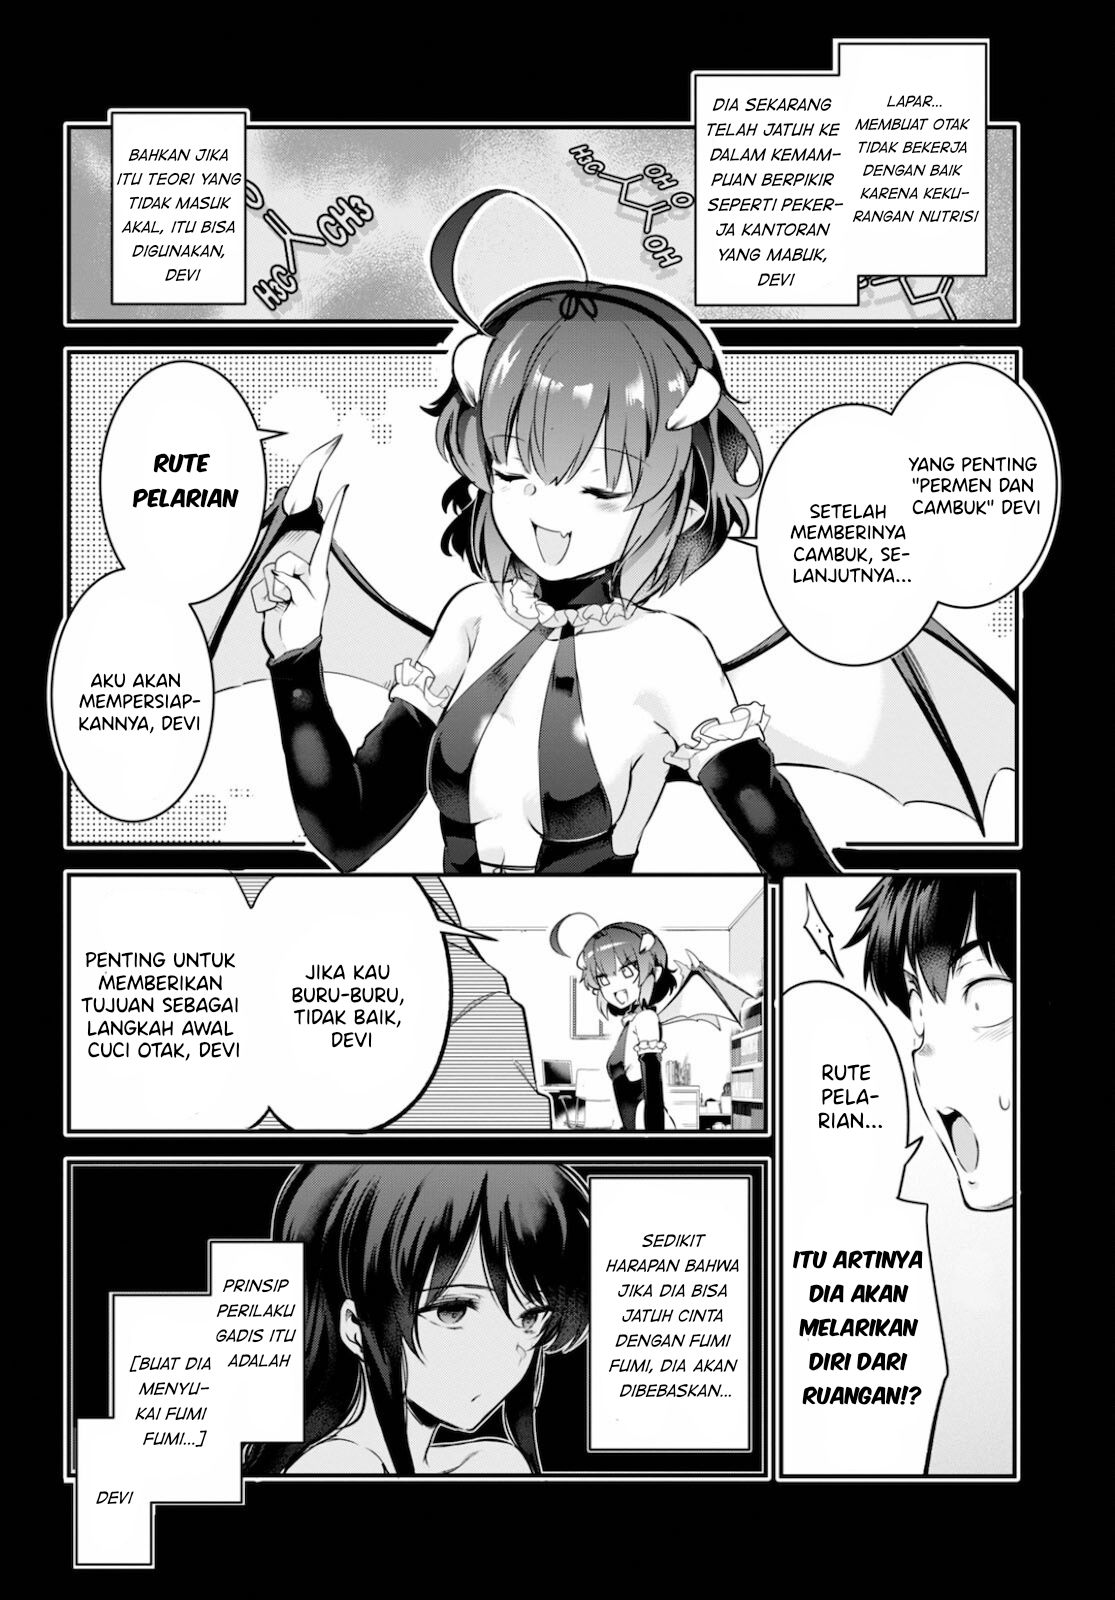 LAPAR...
MEMBUAT OTAK
TIDAK BEKERJA
DENGAN BAIK
KARENA KEKU-
RANGAN NUTRISI
DIA SEKARANG
TELAH JATUH KE
DALAM KEMAM-
PUAN BERPIKIR
SEPERTI PEKER-
JA KANTORAN
YANG MABUK,
DEVI
BAHKAN JIKA
ITU TEORI YANG
TIDAK MASUK
AKAL, ITU BISA
DIGUNAKAN,
DEVI
H3C
OH
O
OH
O
H3C
CH3
YANG PENTING
"PERMEN DAN
CAMBUK" DEVI
SETELAH
MEMBERINYA
CAMBUK, SE-
LANJUTNYA...
RUTE
PELARIAN
AKU AKAN
MEMPERSIAP-
KANNYA, DEVI
RUTE
PELA-
RIAN...
ITU ARTINYA
DIA AKAN
MELARIKAN
DIRI DARI
RUANGAN!?
JIKA KAU
BURU-BURU,
TIDAK BAIK,
DEVI
PENTING UNTUK
MEMBERIKAN
TUJUAN SEBAGAI
LANGKAH AWAL
CUCI OTAK, DEVI
SEDIKIT
HARAPAN BAHWA
JIKA DIA BISA
JATUH CINTA
DENGAN FUMI
FUMI, DIA AKAN
DIBEBASKAN...
PRINSIP
PERILAKU
GADIS ITU
ADALAH
[BUAT DIA
MENYU-
KAI FUMI
FUMI...]
DEVI